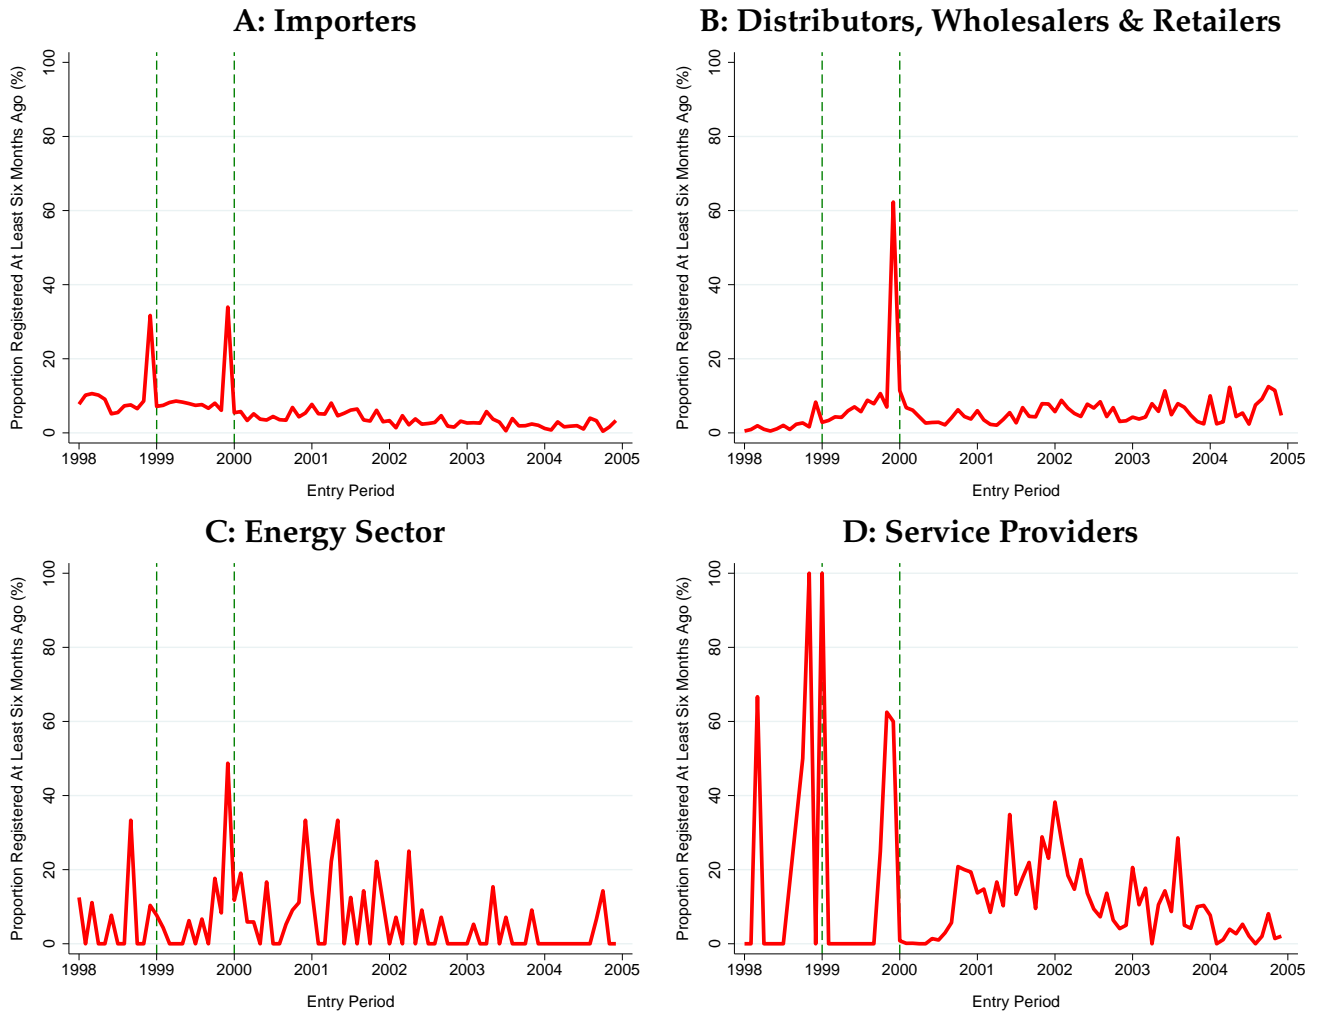 A: Importers
Proportion Registered At Least Six Months Ago (%)
100
80
60
40
20
0
1998 1999 2000 2001 2002 2003 2004 2005
Entry Period
B: Distributors, Wholesalers & Retailers
Proportion Registered At Least Six Months Ago (%)
100
80
60
40
20
0
1998 1999 2000 2001 2002 2003 2004 2005
Entry Period
C: Energy Sector
Proportion Registered At Least Six Months Ago (%)
100
80
60
40
20
0
1998 1999 2000 2001 2002 2003 2004 2005
Entry Period
D: Service Providers
Proportion Registered At Least Six Months Ago (%)
100
80
60
40
20
0
1998 1999 2000 2001 2002 2003 2004 2005
Entry Period